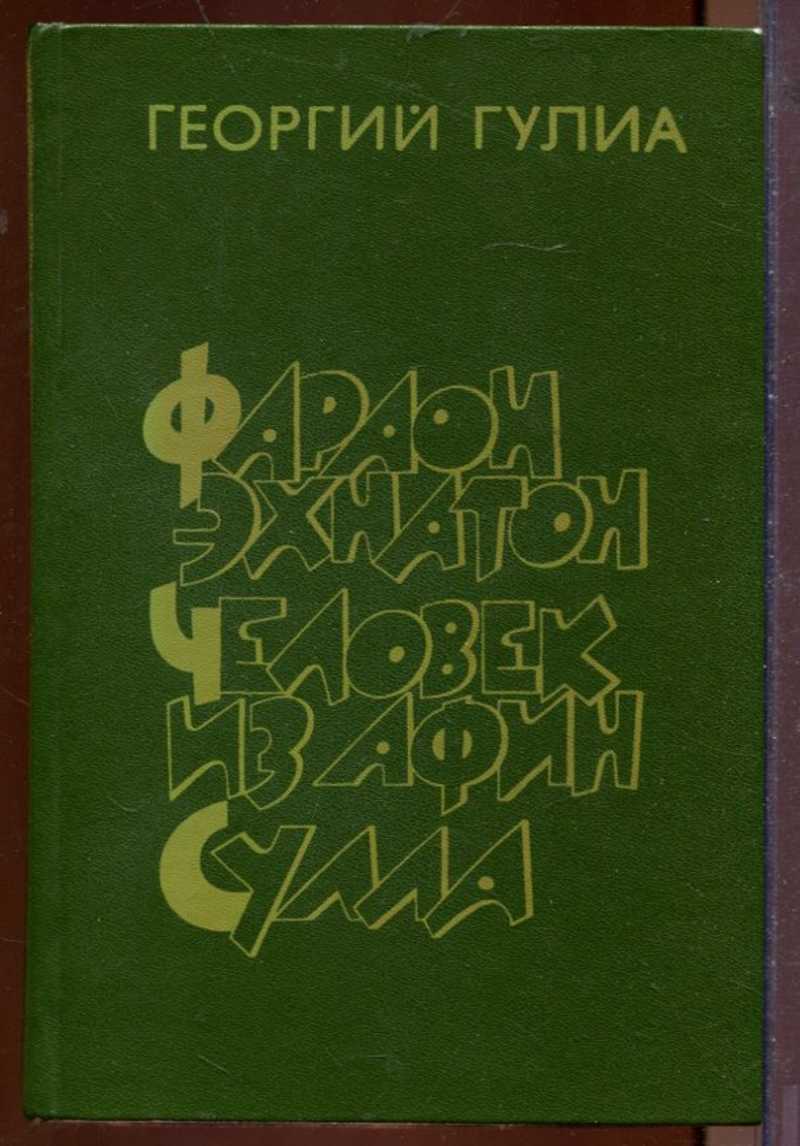 ГЕОРГИЙ ГУЛИА
ФАРАОН
ЭХНАТОН
ЧЕЛОВЕК
ИЗ АФИН
СУЛЛА